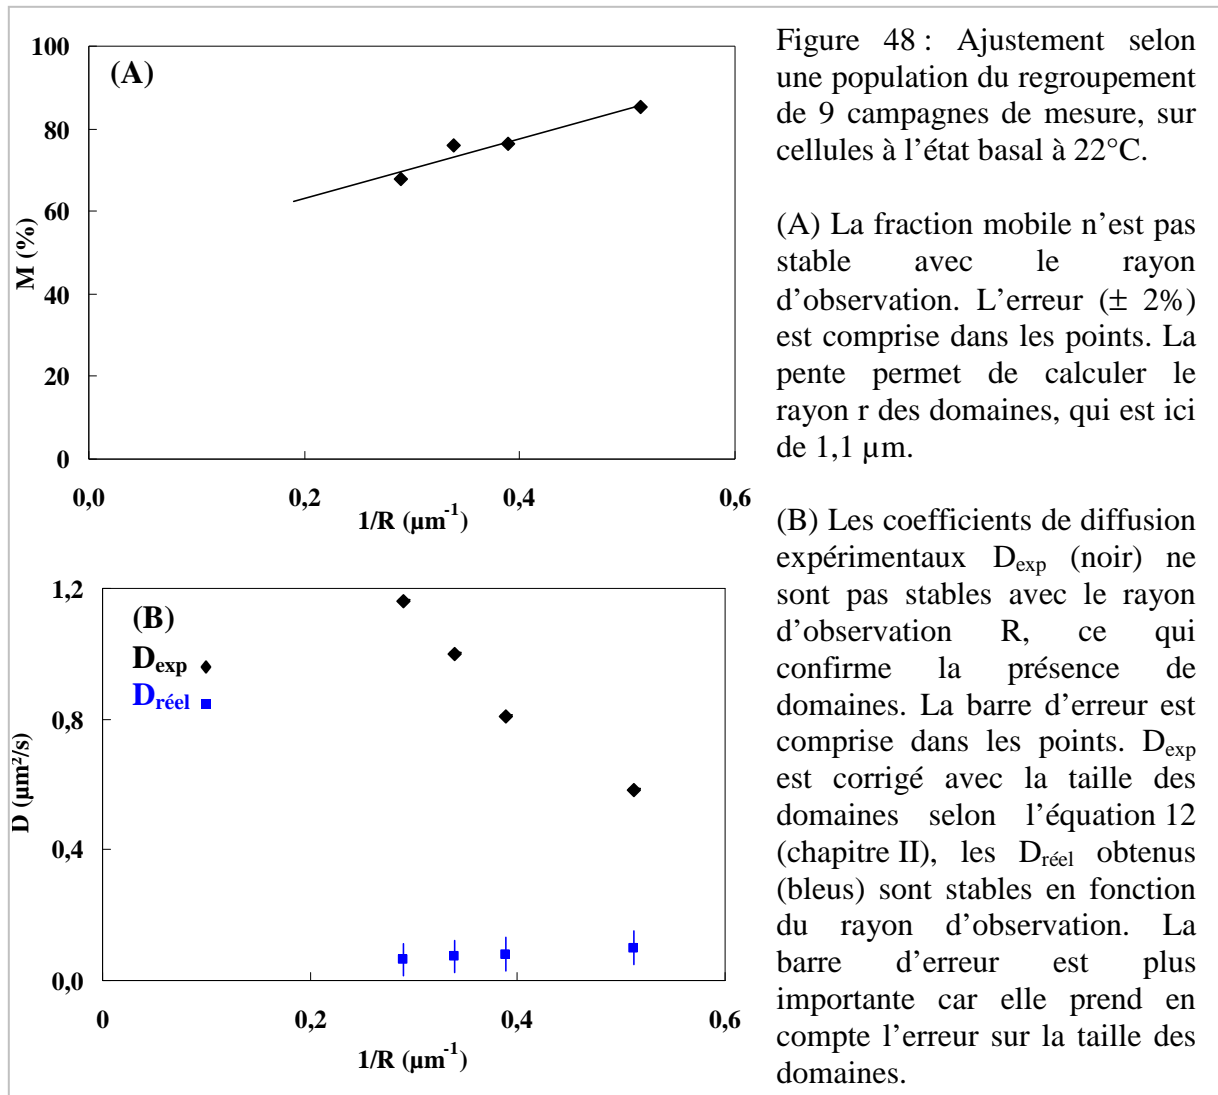 100
80
60
40
20
0
M (%)
(A)
0,0
0,2
0,4
0,6
1/R (µm-1)
1,2
0,8
0,4
0,0
D (µm²/s)
(B)
Dexp
Dréel
0
0,2
0,4
0,6
1/R (µm-1)
Figure 48 : Ajustement selon
une population du regroupement
de 9 campagnes de mesure, sur
cellules à l’état basal à 22°C.
(A) La fraction mobile n’est pas
stable avec le rayon
d’observation. L’erreur (± 2%)
est comprise dans les points. La
pente permet de calculer le
rayon r des domaines, qui est ici
de 1,1 µm.
(B) Les coefficients de diffusion
expérimentaux Dexp (noir) ne
sont pas stables avec le rayon
d’observation R, ce qui
confirme la présence de
domaines. La barre d’erreur est
comprise dans les points. Dexp
est corrigé avec la taille des
domaines selon l’équation 12
(chapitre II), les Dréel obtenus
(bleus) sont stables en fonction
du rayon d’observation. La
barre d’erreur est plus
importante car elle prend en
compte l’erreur sur la taille des
domaines.